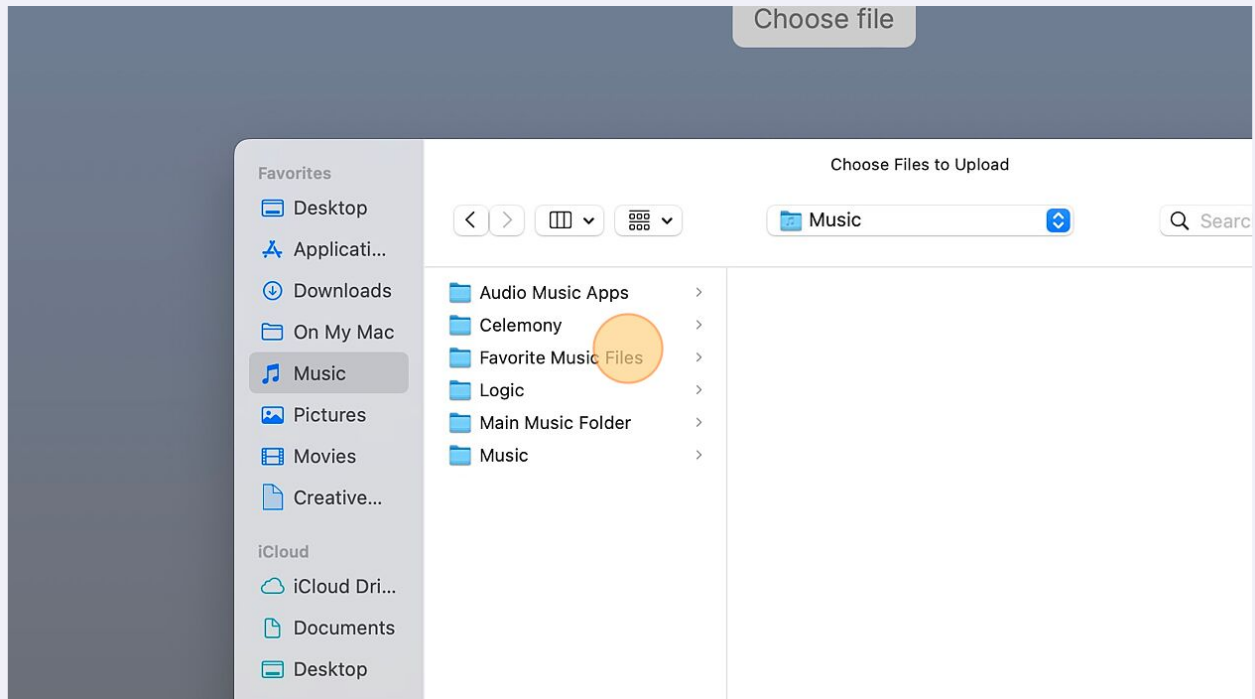 Choose file
Choose Files to Upload
Favorites
Desktop
Applicati...
Downloads
On My Mac
Music
Pictures
Movies
Creative...
iCloud
iCloud Dri...
Documents
Desktop
Music
Searc
Audio Music Apps
Celemony
Favorite Music Files
Logic
Main Music Folder
Music